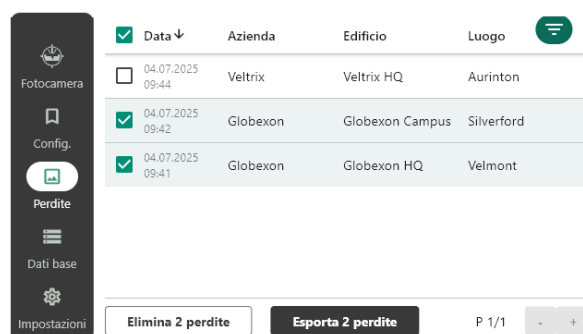 Fotocamera
Config.
Perdite
Dati base
Impostazioni
Data Azienda Edificio Luogo
04.07.2025
09:44
Veltrix Veltrix HQ Aurinton
04.07.2025
09:42
Globexon Globexon Campus Silverford
04.07.2025
09:41
Globexon Globexon HQ Velmont
Elimina 2 perdite Esporta 2 perdite P 1/1 - +